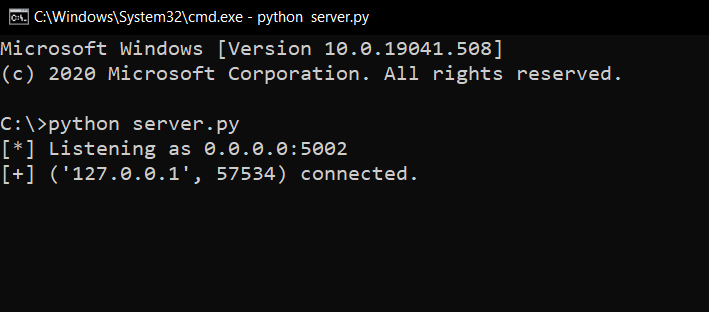 C:\Windows\System32\cmd.exe - python  server.py
Microsoft Windows [Version 10.0.19041.508]
(c) 2020 Microsoft Corporation. All rights reserved.
C:\>python server.py
[*] Listening as 0.0.0.0:5002
[+] ('127.0.0.1', 57534) connected.